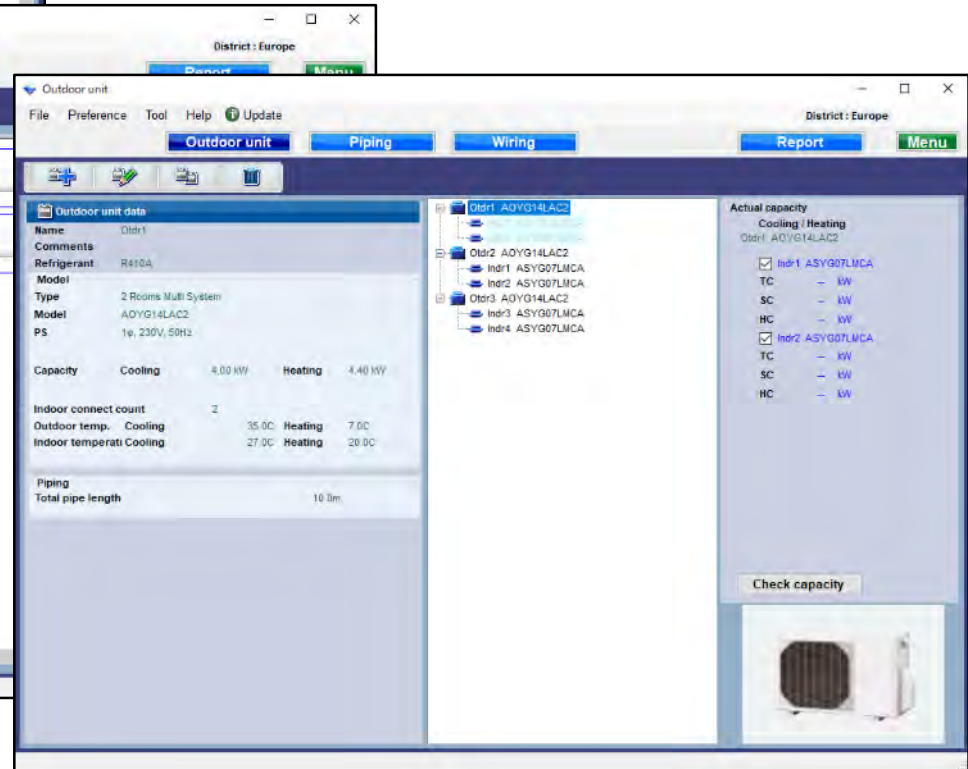 District : Europe
Report Menu
Outdoor unit
File Preference Tool Help Update District : Europe
Outdoor unit Piping Wiring Report Menu
Outdoor unit data
Name Otdr1
Comments
Refrigerant R410A
Model
Type 2 Rooms Multi System
Model AOYG14LAC2
PS 1φ, 230V, 50Hz
Capacity Cooling 4.00 kW Heating 4.40 kW
Indoor connect count 2
Outdoor temp. Cooling 35.0C Heating 7.0C
Indoor temperati Cooling 27.0C Heating 20.0C
Piping
Total pipe length 10.0m
Otdr1 AOYG14LAC2
Otdr2 AOYG14LAC2
Indr1 ASYG07LMCA
Indr2 ASYG07LMCA
Otdr3 AOYG14LAC2
Indr3 ASYG07LMCA
Indr4 ASYG07LMCA
Actual capacity
Cooling / Heating
Otdr1 AOYG14LAC2
Indr1 ASYG07LMCA
TC – kW
SC – kW
HC – kW
Indr2 ASYG07LMCA
TC – kW
SC – kW
HC – kW
Check capacity